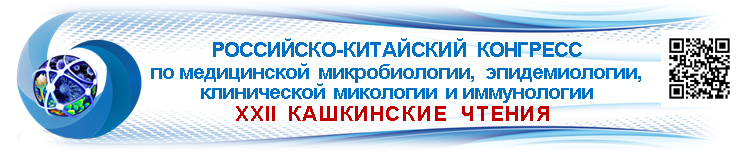 РОССИЙСКО-КИТАЙСКИЙ КОНГРЕСС
по медицинской микробиологии, эпидемиологии,
клинической микологии и иммунологии
XXII КАШКИНСКИЕ ЧТЕНИЯ